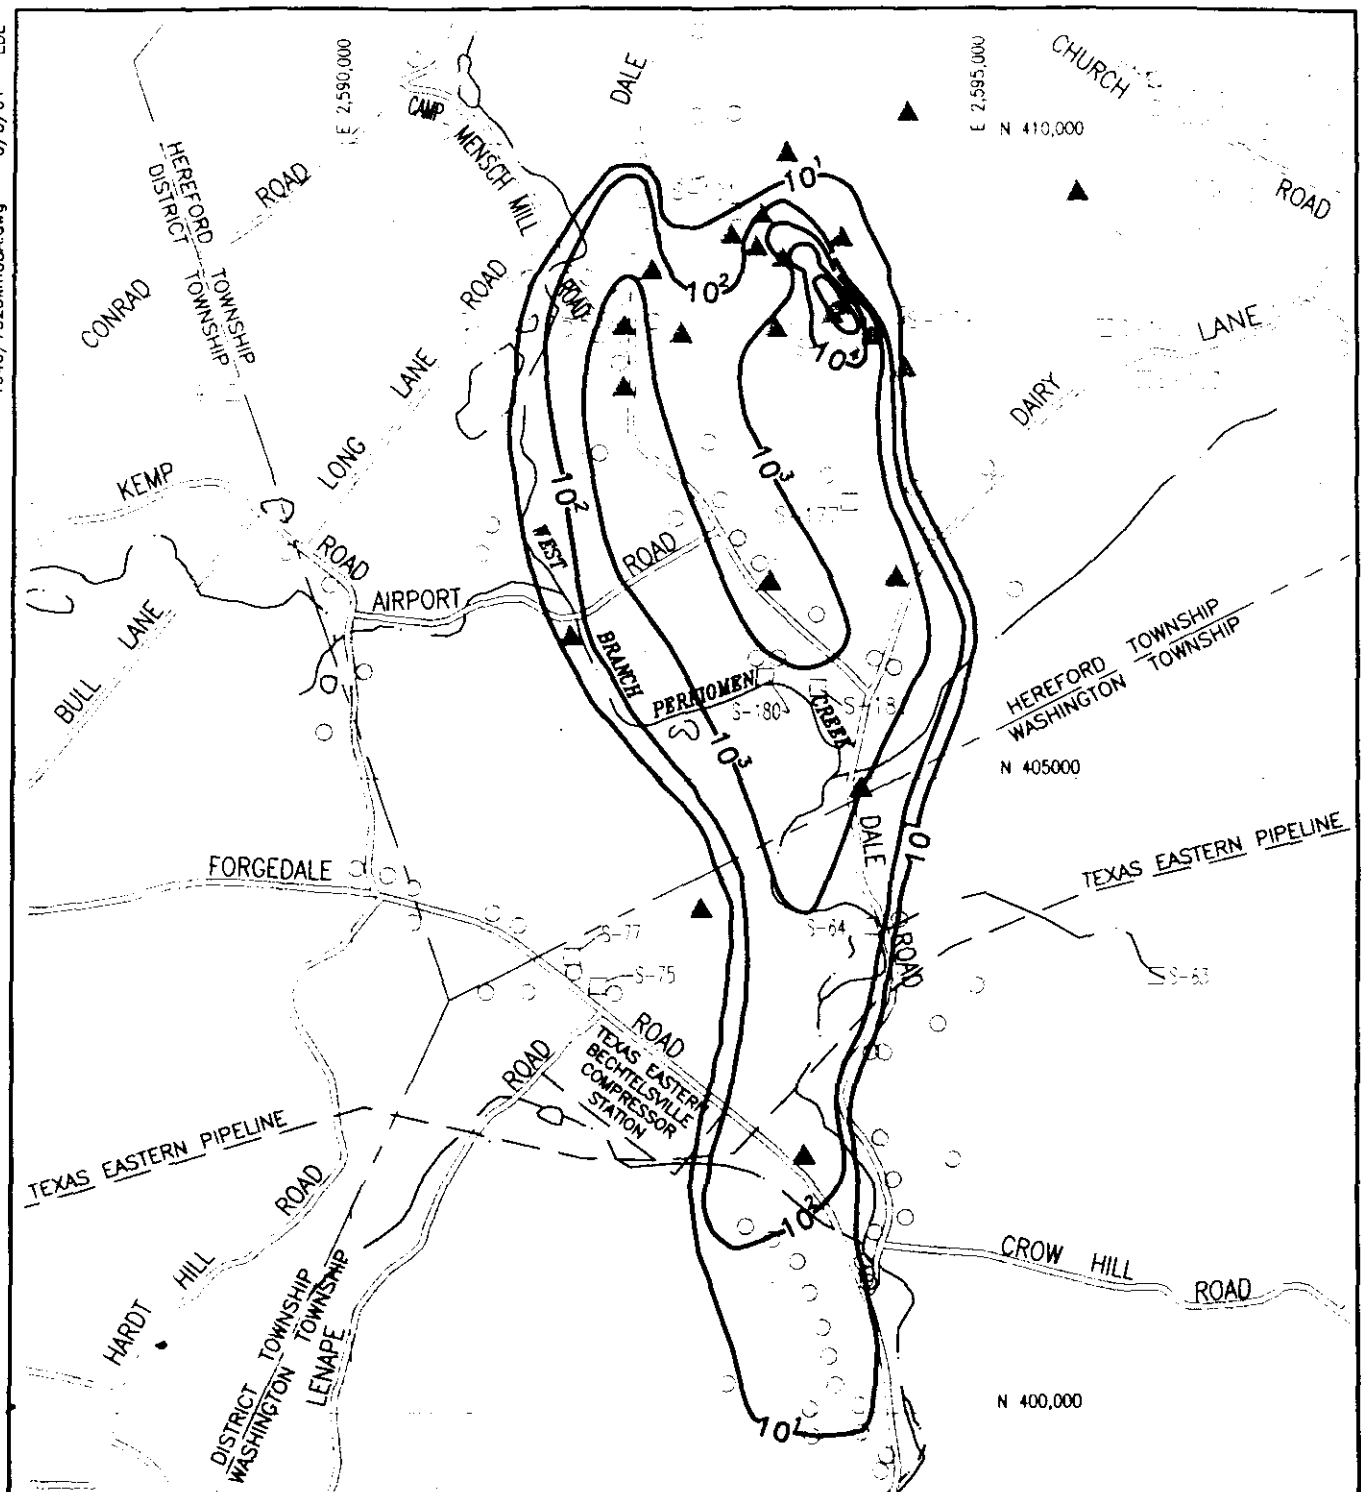 E 2,590,000
E 2,595,000
N 410,000
CHURCH
ROAD
DALE
CAMP
MENSCH MILL
ROAD
HEREFORD TOWNSHIP
DISTRICT TOWNSHIP
CONRAD
ROAD
10¹
10²
10⁴
LONG
LANE
ROAD
DAIRY
LANE
KEMP
ROAD
10²
10³
S-177
WEST
BRANCH
PERKIOMEN
CREEK
AIRPORT
ROAD
BULL
LANE
S-180
S-18
10³
HEREFORD TOWNSHIP
WASHINGTON TOWNSHIP
N 405000
DALE
ROAD
10¹
TEXAS EASTERN PIPELINE
FORGEDALE
ROAD
S-77
S-75
S-64
S-63
ROAD
TEXAS EASTERN
BECHTELSVILLE
COMPRESSOR
STATION
TEXAS EASTERN PIPELINE
HARDT
HILL
ROAD
10²
CROW HILL
ROAD
DISTRICT TOWNSHIP
WASHINGTON TOWNSHIP
LENAPE
N 400,000
10¹